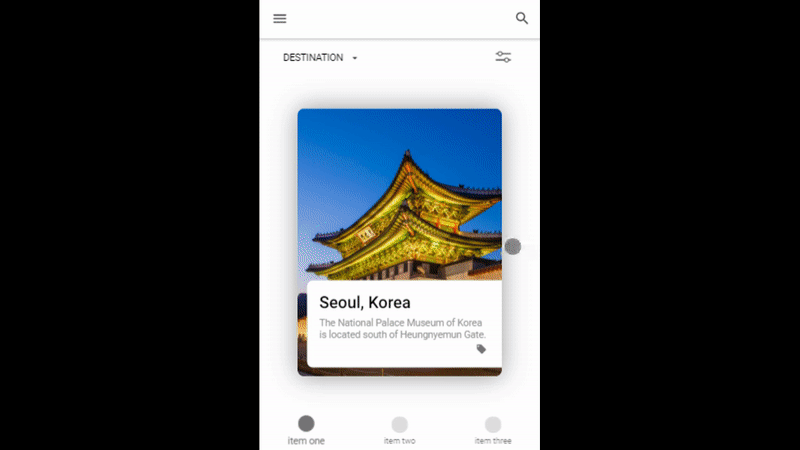 DESTINATION
Seoul, Korea
The National Palace Museum of Korea
is located south of Heungnyemun Gate.
item one
item two
item three